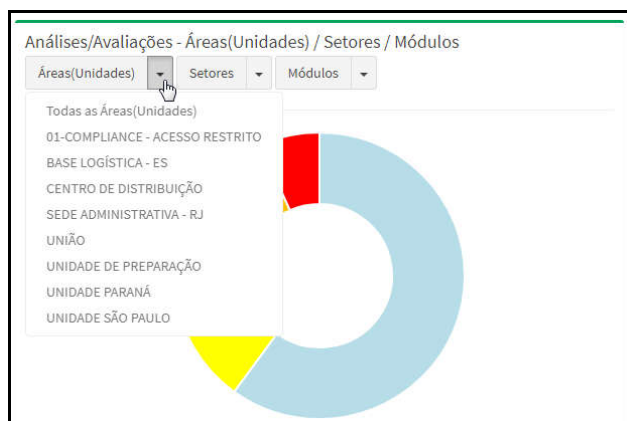 Análises/Avaliações - Áreas(Unidades) / Setores / Módulos
Áreas(Unidades) Setores Módulos
Todas as Áreas(Unidades)
01-COMPLIANCE - ACESSO RESTRITO
BASE LOGÍSTICA - ES
CENTRO DE DISTRIBUIÇÃO
SEDE ADMINISTRATIVA - RJ
UNIÃO
UNIDADE DE PREPARAÇÃO
UNIDADE PARANÁ
UNIDADE SÃO PAULO